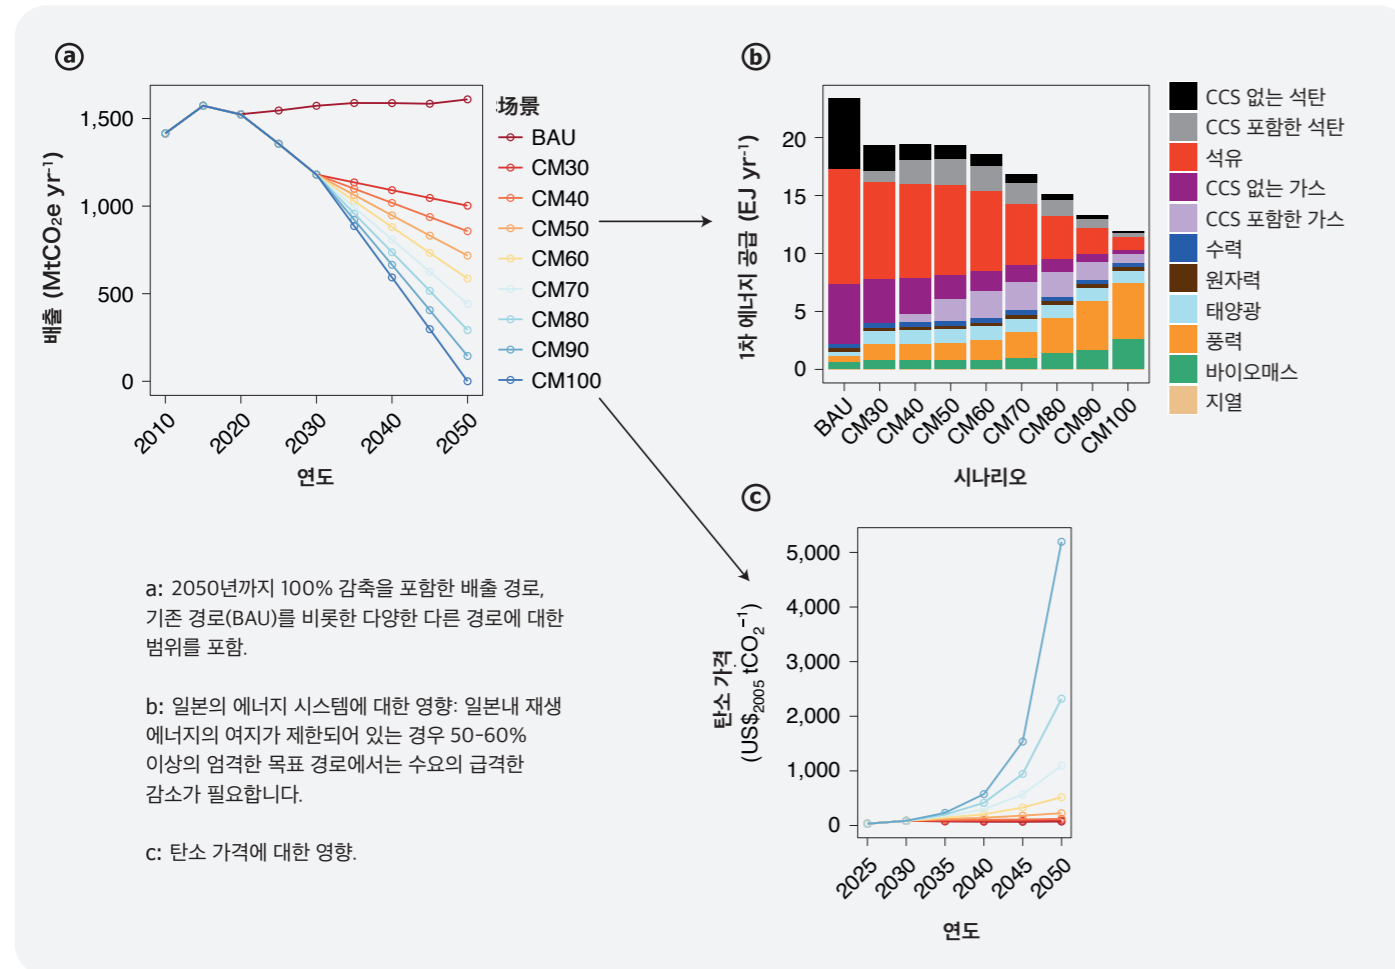 a
배출 (MtCO₂e yr⁻¹)
1,500
1,000
500
0
2010
2020
2030
2040
2050
연도
场景
BAU
CM30
CM40
CM50
CM60
CM70
CM80
CM90
CM100
b
1차 에너지 공급 (EJ yr⁻¹)
20
15
10
5
0
BAU
CM30
CM40
CM50
CM60
CM70
CM80
CM90
CM100
시나리오
CCS 없는 석탄
CCS 포함한 석탄
석유
CCS 없는 가스
CCS 포함한 가스
수력
원자력
태양광
풍력
바이오매스
지열
c
탄소 가격
(US$₂₀₀₅ tCO₂⁻¹)
5,000
4,000
3,000
2,000
1,000
0
2025
2030
2035
2040
2045
2050
연도
a: 2050년까지 100% 감축을 포함한 배출 경로,
기존 경로(BAU)를 비롯한 다양한 다른 경로에 대한
범위를 포함.
b: 일본의 에너지 시스템에 대한 영향: 일본내 재생
에너지의 여지가 제한되어 있는 경우 50-60%
이상의 엄격한 목표 경로에서는 수요의 급격한
감소가 필요합니다.
c: 탄소 가격에 대한 영향.